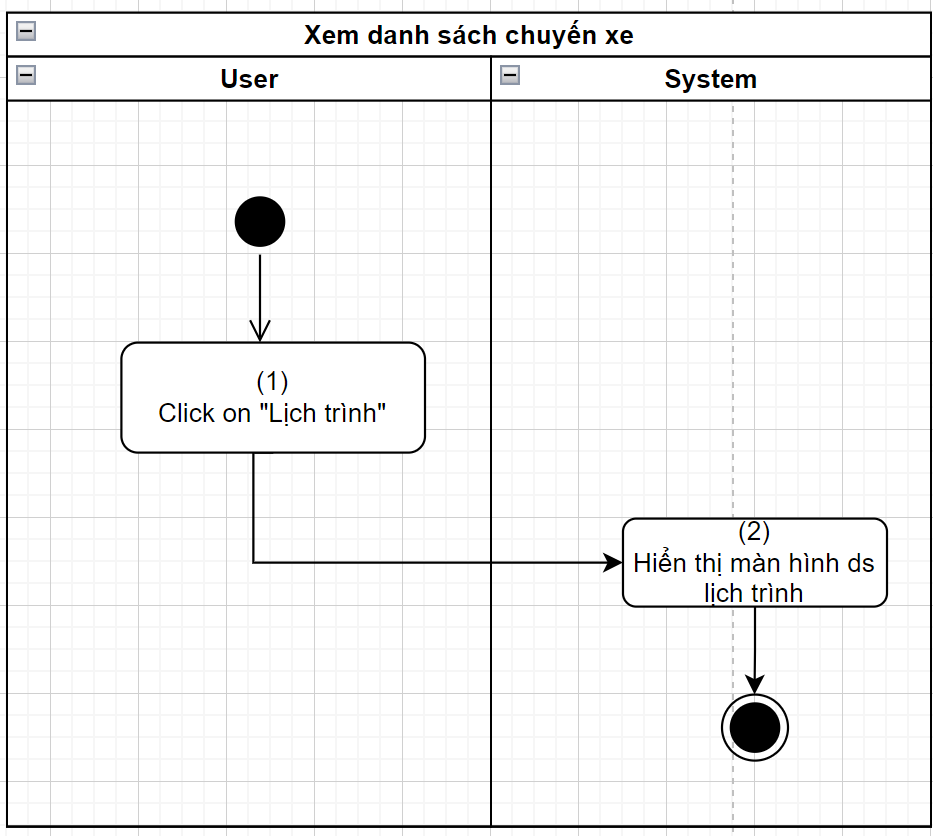 Xem danh sách chuyến xe
User
System
(1)
Click on "Lịch trình"
(2)
Hiển thị màn hình ds
lịch trình